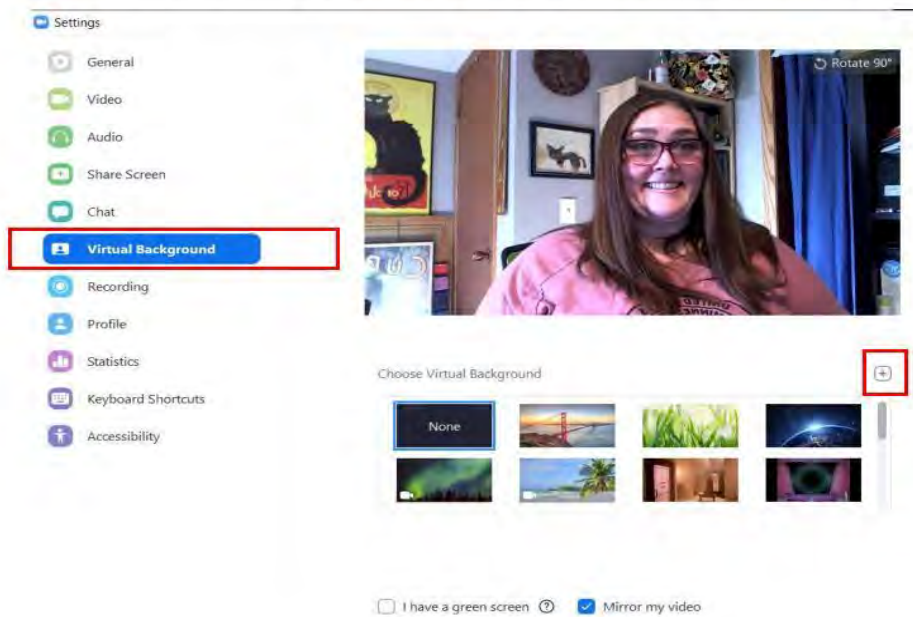 Settings
General
Video
Audio
Share Screen
Chat
Virtual Background
Recording
Profile
Statistics
Keyboard Shortcuts
Accessibility
Rotate 90°
Choose Virtual Background
None
I have a green screen
Mirror my video